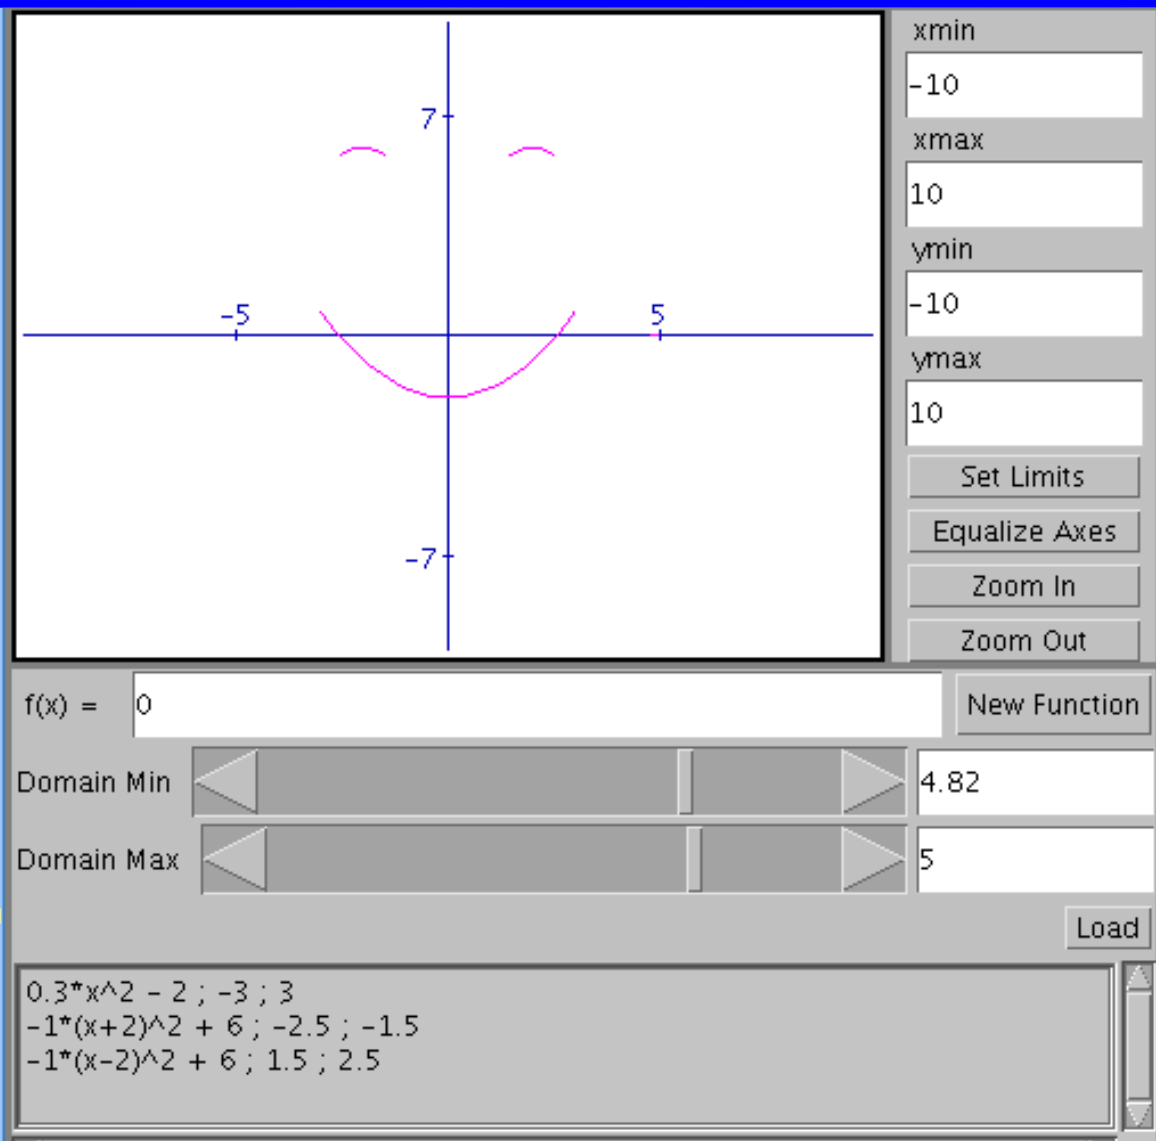 xmin
-10
xmax
10
ymin
-10
ymax
10
Set Limits
Equalize Axes
Zoom In
Zoom Out
7
-5
5
-7
f(x) =
0
New Function
Domain Min
4.82
Domain Max
5
Load
0.3*x^2 - 2 ; -3 ; 3
-1*(x+2)^2 + 6 ; -2.5 ; -1.5
-1*(x-2)^2 + 6 ; 1.5 ; 2.5